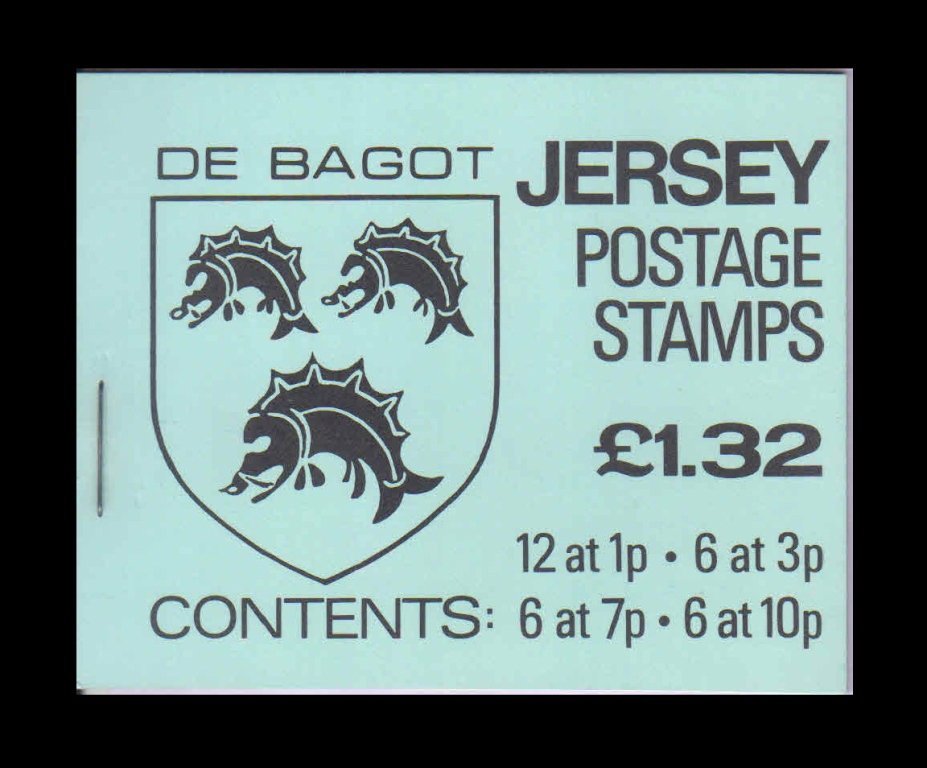 DE BAGOT
JERSEY
POSTAGE
STAMPS
£1.32
12 at 1p • 6 at 3p
CONTENTS: 6 at 7p • 6 at 10p